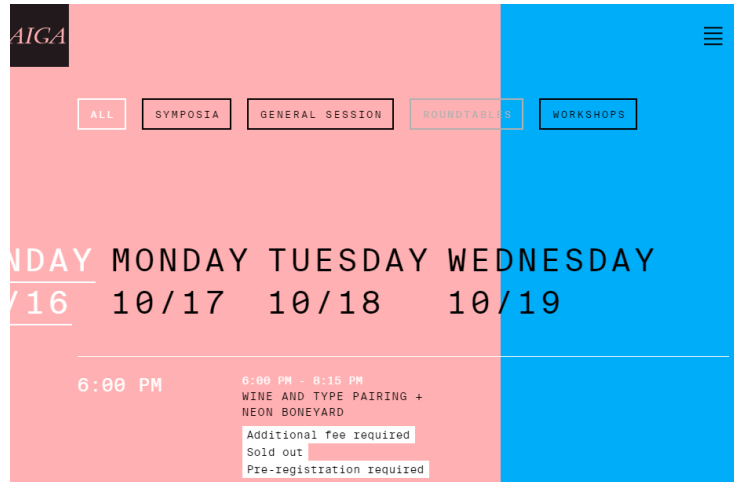 AIGA
ALL
SYMPOSIA
GENERAL SESSION
ROUNDTABLES
WORKSHOPS
NDAY MONDAY TUESDAY WEDNESDAY
/16 10/17 10/18 10/19
6:00 PM
6:00 PM - 8:15 PM
WINE AND TYPE PAIRING +
NEON BONEYARD
Additional fee required
Sold out
Pre-registration required